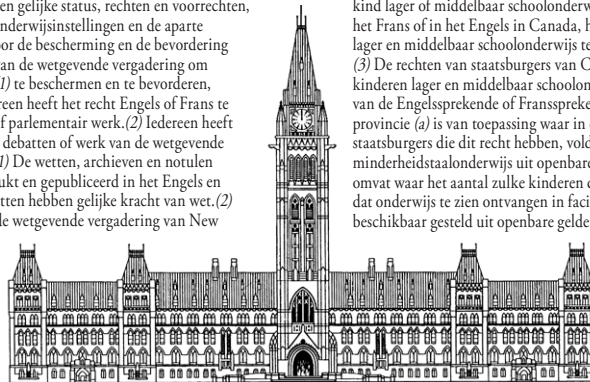 en gelijke status, rechten en voorrechten,
nderwijsinstellingen en de aparte
or de bescherming en de bevordering
van de wetgevende vergadering om
1) te beschermen en te bevorderen,
reen heeft het recht Engels of Frans te
f parlementair werk.(2) Iedereen heeft
debatten of werk van de wetgevende
1) De wetten, archieven en notulen
ukt en gepubliceerd in het Engels en
tten hebben gelijke kracht van wet.(2)
le wetgevende vergadering van New
kind lager of middelbaar schoolonderw
het Frans of in het Engels in Canada, h
lager en middelbaar schoolonderwijs te
(3) De rechten van staatsburgers van C
kinderen lager en middelbaar schoolon
van de Engelssprekende of Fransspreke
provincie (a) is van toepassing waar in
staatsburgers die dit recht hebben, vold
minderheidstaalonderwijs uit openbare
omvat waar het aantal zulke kinderen
dat onderwijs te zien ontvangen in faci
beschikbaar gesteld uit openbare gelde